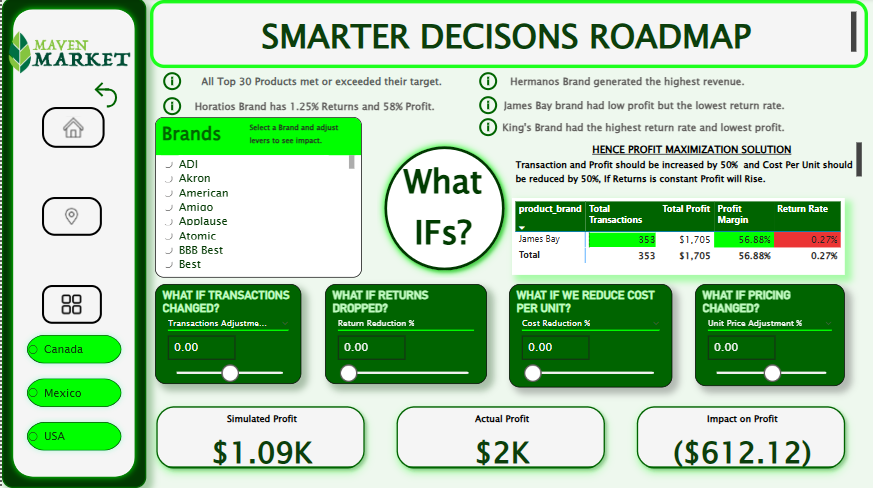 MAVEN
MARKET
SMARTER DECISONS ROADMAP
All Top 30 Products met or exceeded their target.
Horatios Brand has 1.25% Returns and 58% Profit.
Hermanos Brand generated the highest revenue.
James Bay brand had low profit but the lowest return rate.
King's Brand had the highest return rate and lowest profit.
Brands
Select a Brand and adjust
levers to see impact.
ADJ
Akron
American
Amigo
Applause
Atomic
BBB Best
Best
What
IFs?
HENCE PROFIT MAXIMIZATION SOLUTION
Transaction and Profit should be increased by 50% and Cost Per Unit should
be reduced by 50%, If Returns is constant Profit will Rise.
product_brand Total Transactions Total Profit Profit Margin Return Rate
James Bay 353 $1,705 56.88% 0.27%
Total 353 $1,705 56.88% 0.27%
WHAT IF TRANSACTIONS
CHANGED?
Transactions Adjustme...
0.00
WHAT IF RETURNS
DROPPED?
Return Reduction %
0.00
WHAT IF WE REDUCE COST
PER UNIT?
Cost Reduction %
0.00
WHAT IF PRICING
CHANGED?
Unit Price Adjustment %
0.00
Canada
Mexico
USA
Simulated Profit
$1.09K
Actual Profit
$2K
Impact on Profit
($612.12)